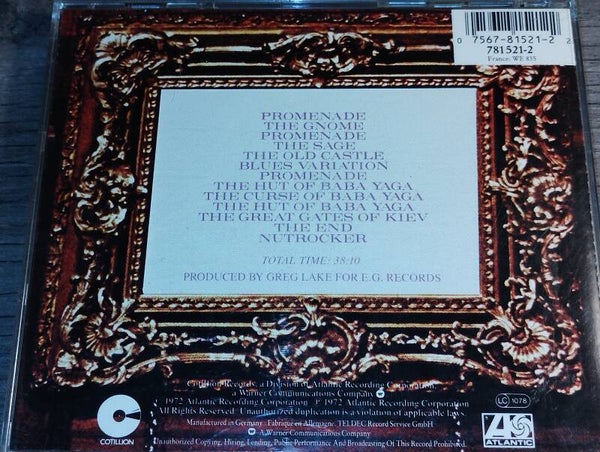 0 7567-81521-2 2
781 521-2
France: WE 835
PROMENADE
THE GNOME
PROMENADE
THE SAGE
THE OLD CASTLE
BLUES VARIATION
PROMENADE
THE HUT OF BABA YAGA
THE CURSE OF BABA YAGA
THE HUT OF BABA YAGA
THE GREAT GATES OF KIEV
THE END
NUTROCKER
TOTAL TIME: 38:10
PRODUCED BY GREG LAKE FOR E.G. RECORDS
Cotillion Records, a Division of Atlantic Recording Corporation,
a Warner Communications Company
1972 Atlantic Recording Corporation ℗ 1972 Atlantic Recording Corporation
All Rights Reserved. Unauthorized duplication is a violation of applicable laws.
Manufactured in Germany · Fabriqué en Allemagne. TELDEC Record Service GmbH
A Warner Communications Company
Unauthorized Copying, Hiring, Lending, Public Performance And Broadcasting Of This Record Prohibited.
COTILLION
LC 1078
ATLANTIC